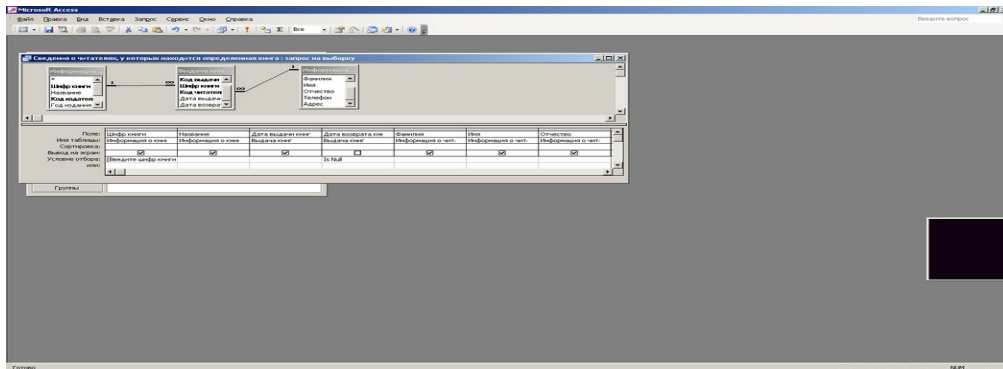 Microsoft Access
Файл Правка Вид Вставка Запрос Сервис Окно Справка
Введите вопрос
Все
Сведения о читателях, у которых находится определенная книга : запрос на выборку
*
Шифр книги
Название
Код издател
Год издания
Выдача книг
Код выдачи
Шифр книги
Код читател
Дата выдачи
Дата возвра
Фамилия
Имя
Отчество
Телефон
Адрес
Поле: Шифр книги Название Дата выдачи книг Дата возврата кни Фамилия Имя Отчество
Имя таблицы: Информация о книг Информация о книг Выдача книг Выдача книг Информация о чит. Информация о чит. Информация о чит.
Сортировка:
Вывод на экран:
Условие отбора: [Введите шифр книги Is Null
или:
Группы
Готово
NUM